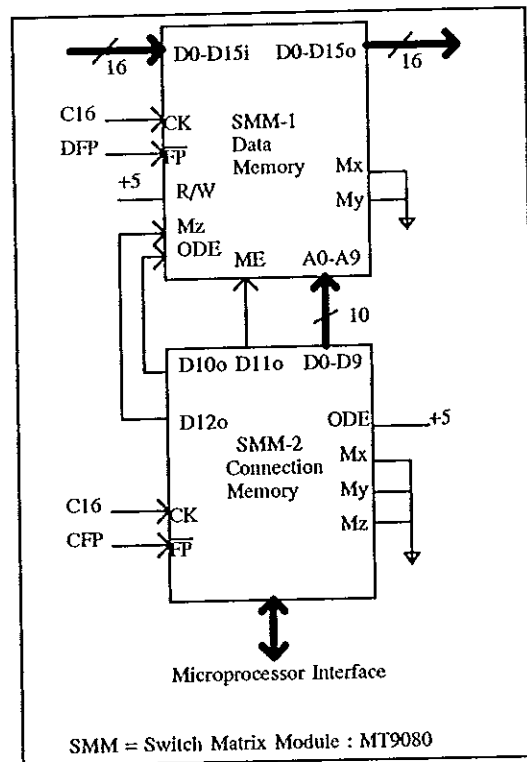 D0-D15i D0-D15o
16 16
C16
CK
SMM-1
Data
Memory
DFP
FP
+5
R/W
Mx
My
Mz
ODE
ME A0-A9
10
D10o D11o D0-D9
D12o
ODE +5
SMM-2
Connection
Memory
Mx
My
Mz
C16
CK
CFP
FP
Microprocessor Interface
SMM = Switch Matrix Module : MT9080